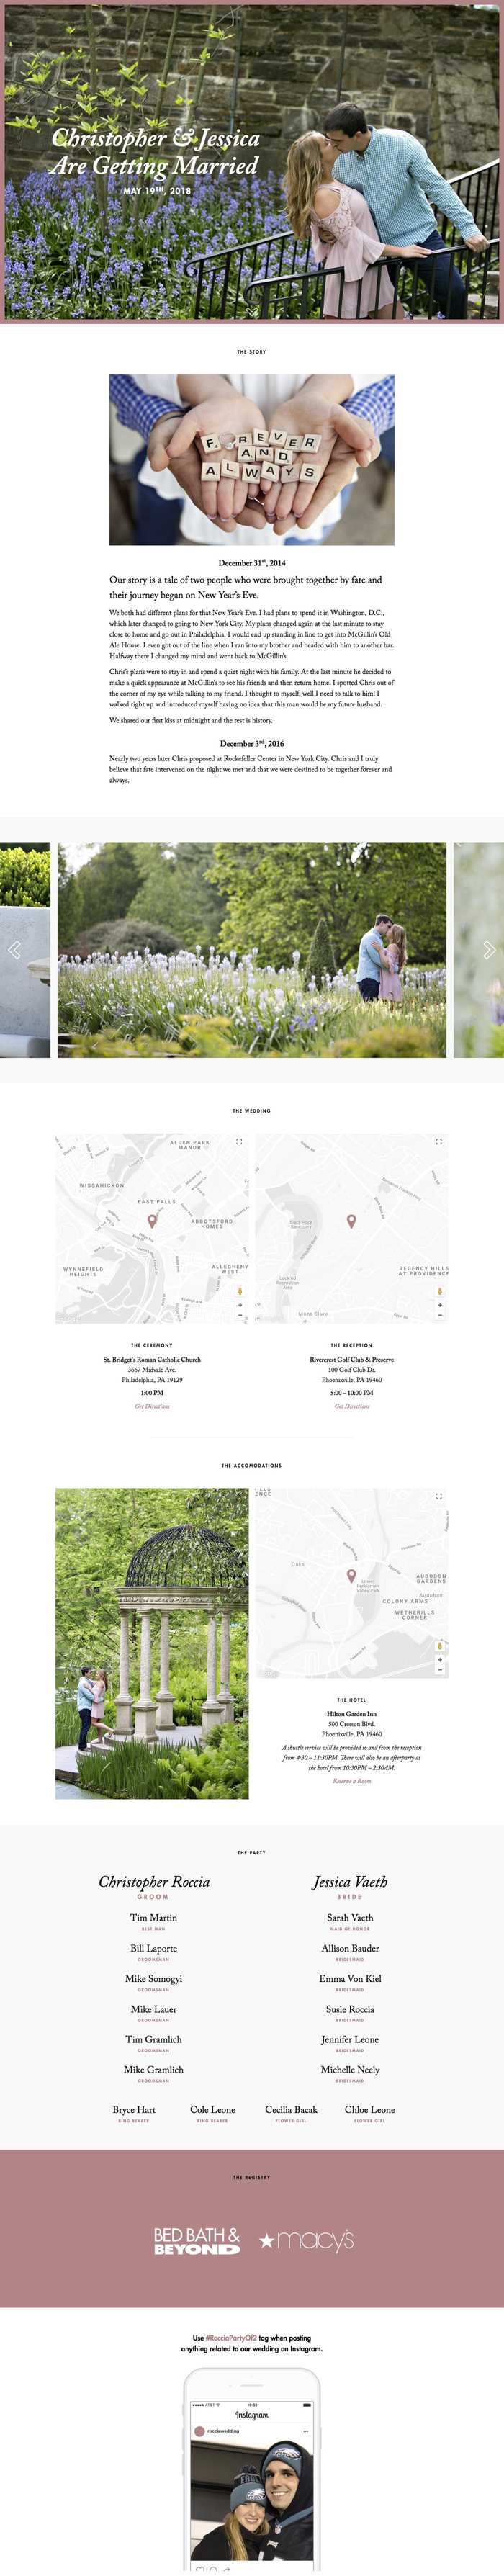 Christopher & Jessica
Are Getting Married
MAY 19TH, 2018
THE STORY
FOREVER
AND
ALWAYS
December 31st, 2014
Our story is a tale of two people who were brought together by fate and
their journey began on New Year's Eve.
We both had different plans for that New Year's Eve. I had plans to spend it in Washington, D.C.,
which later changed to going to New York City. My plans changed again at the last minute to stay
close to home and go out in Philadelphia. I would end up standing in line to get into McGillin's Old
Ale House. I even got out of the line when I ran into my brother and headed with him to another bar.
Halfway there I changed my mind and went back to McGillin's.
Chris's plans were to stay in and spend a quiet night with his family. At the last minute he decided to
make a quick appearance at McGillin's to see his friends and then return home. I spotted Chris out of
the corner of my eye while talking to my friend. I thought to myself, well I need to talk to him! I
walked right up and introduced myself having no idea that this man would be my future husband.
We shared our first kiss at midnight and the rest is history.
December 3rd, 2016
Nearly two years later Chris proposed at Rockefeller Center in New York City. Chris and I truly
believe that fate intervened on the night we met and that we were destined to be together forever and
always.
THE WEDDING
ALDEN PARK
MANOR
WISSAHICKON
EAST FALLS
ABBOTSFORD
HOMES
WYNNEFIELD
HEIGHTS
ALLEGHENY
WEST
Black Rock
Sanctuary
Lock 60
Recreation
Area
REGENCY HILLS
AT PROVIDENCE
Mont Clare
THE CEREMONY
St. Bridget's Roman Catholic Church
3667 Midvale Ave.
Philadelphia, PA 19129
1:00 PM
Get Directions
THE RECEPTION
Rivercrest Golf Club & Preserve
100 Golf Club Dr.
Phoenixville, PA 19460
5:00 – 10:00 PM
Get Directions
THE ACCOMODATIONS
Oaks
Lower
Perkiomen
Valley Park
AUDUBON
GARDENS
Audubon
COLONY ARMS
WETHERILLS
CORNER
THE HOTEL
Hilton Garden Inn
500 Cresson Blvd.
Phoenixville, PA 19460
A shuttle service will be provided to and from the reception
from 4:30 – 11:30PM. There will also be an afterparty at
the hotel from 10:30PM – 2:30AM.
Reserve a Room
THE PARTY
Christopher Roccia
GROOM
Tim Martin
BEST MAN
Bill Laporte
GROOMSMAN
Mike Somogyi
GROOMSMAN
Mike Lauer
GROOMSMAN
Tim Gramlich
GROOMSMAN
Mike Gramlich
GROOMSMAN
Jessica Vaeth
BRIDE
Sarah Vaeth
MAID OF HONOR
Allison Bauder
BRIDESMAID
Emma Von Kiel
BRIDESMAID
Susie Roccia
BRIDESMAID
Jennifer Leone
BRIDESMAID
Michelle Neely
BRIDESMAID
Bryce Hart
RING BEARER
Cole Leone
RING BEARER
Cecilia Bacak
FLOWER GIRL
Chloe Leone
FLOWER GIRL
THE REGISTRY
BED BATH &
BEYOND
macy's
Use #RocciaPartyOf2 tag when posting
anything related to our wedding on Instagram.
AT&T
Instagram
rocciawedding
EAGLES